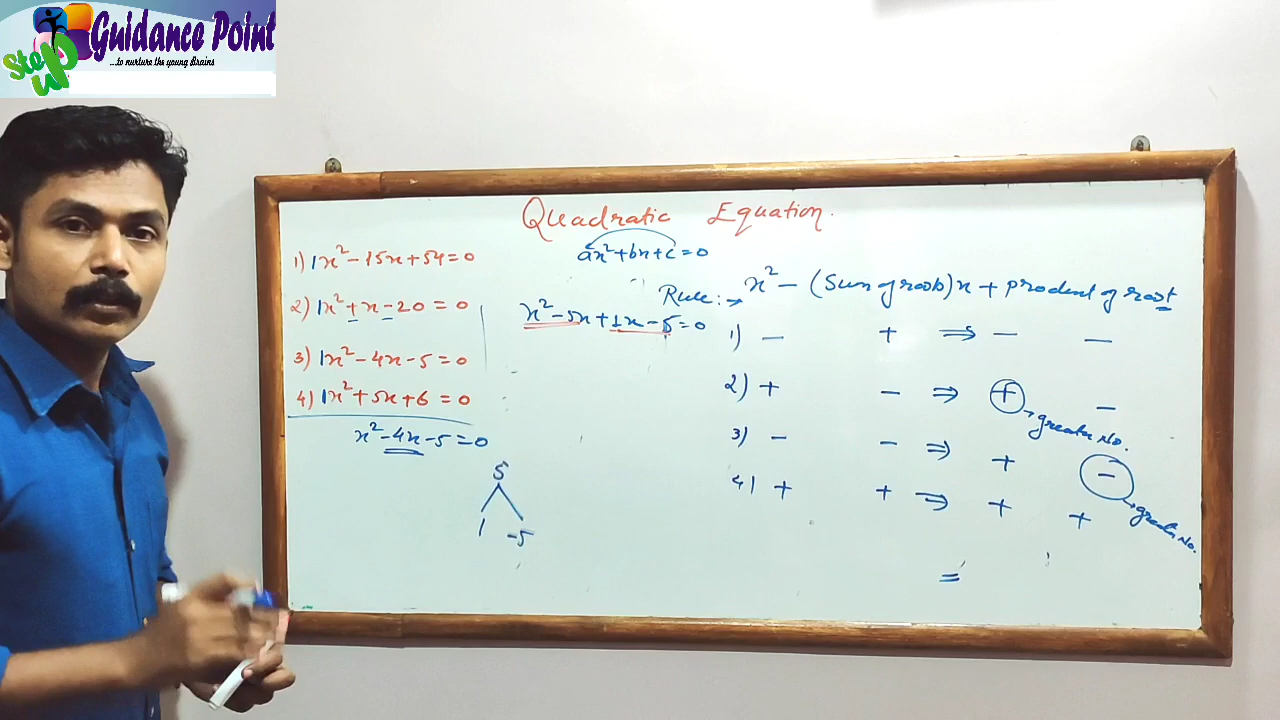 Step up Guidance Point
...to nurture the young Brains
Quadratic Equation.
1) 1x² - 15x + 54 = 0
2) 1x² + x - 20 = 0
3) 1x² - 4x - 5 = 0
4) 1x² + 5x + 6 = 0
x² - 4x - 5 = 0
5
1 -5
ax² + bx + c = 0
x² - 5x + 1x - 5 = 0
Rule: → x² - (Sum of roots)x + product of root
1) - + ⇒ - -
2) + - ⇒ + -
greater No.
3) - - ⇒ + -
greater No.
4) + + ⇒ + +
=